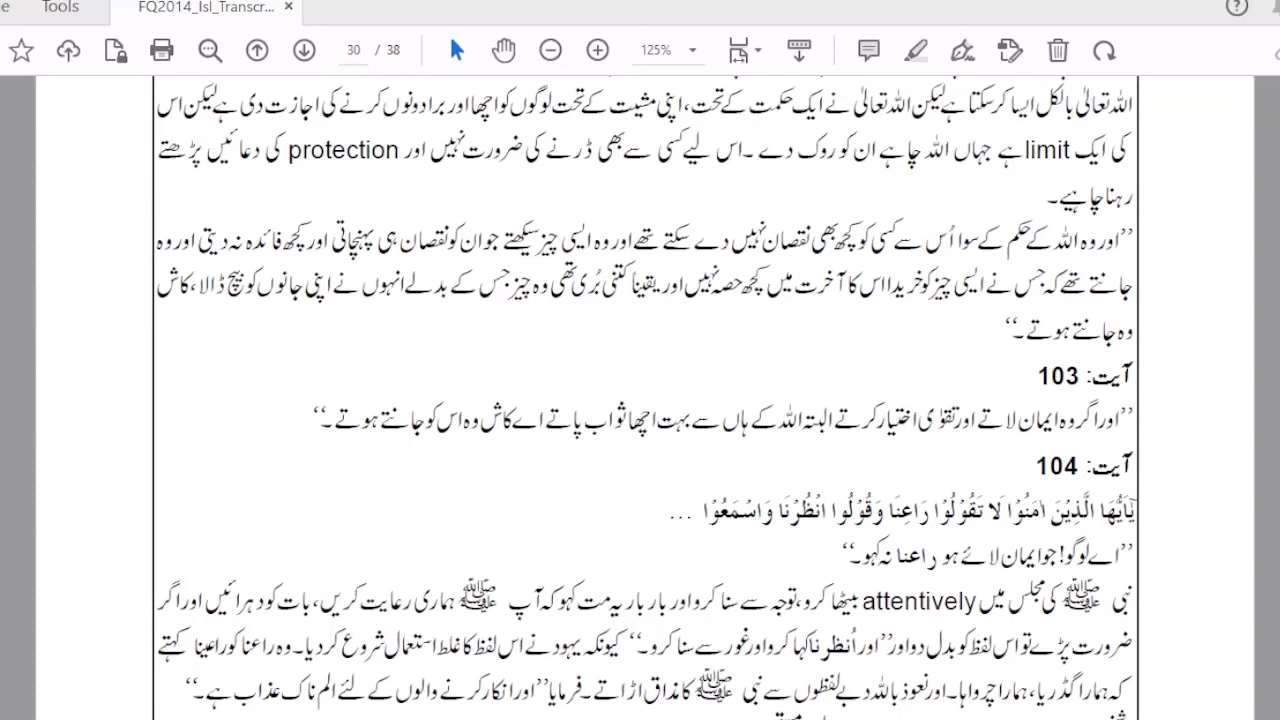 Tools
FQ2014_Isl_Transcr... ×
30 / 38
125%
اللہ تعالیٰ بالکل ایسا کر سکتا ہے لیکن اللہ تعالیٰ نے ایک حکمت کے تحت، اپنی مشیت کے تحت لوگوں کو اچھا اور برا دونوں کرنے کی اجازت دی ہے لیکن اس
کی ایک limit ہے جہاں اللہ چاہے ان کو روک دے ۔ اس لیے کسی سے بھی ڈرنے کی ضرورت نہیں اور protection کی دعائیں پڑھتے
رہنا چاہیے ۔
’’اور وہ اللہ کے حکم کے سوا اُس سے کسی کو کچھ بھی نقصان نہیں دے سکتے تھے اور وہ ایسی چیز سیکھتے جو ان کو نقصان ہی پہنچاتی اور کچھ فائدہ نہ دیتی اور وہ
جانتے تھے کہ جس نے ایسی چیز کو خریدا اس کا آخرت میں کچھ حصہ نہیں اور یقیناً کتنی بُری تھی وہ چیز جس کے بدلے انہوں نے اپنی جانوں کو بیچ ڈالا، کاش
وہ جانتے ہوتے ۔‘‘
آیت: 103
’’اور اگر وہ ایمان لاتے اور تقوٰی اختیار کرتے البتہ اللہ کے ہاں سے بہت اچھا ثواب پاتے اے کاش وہ اس کو جانتے ہوتے ۔‘‘
آیت: 104
يٰٓاَيُّهَا الَّذِيْنَ اٰمَنُوْا لَا تَقُوْلُوْا رَاعِنَا وَقُوْلُوا انْظُرْنَا وَاسْمَعُوْا ...
’’اے لوگو! جو ایمان لائے ہو راعنا نہ کہو ۔‘‘
نبی ﷺ کی مجلس میں attentively بیٹھا کرو، توجہ سے سنا کرو اور بار بار یہ مت کہو کہ آپ ﷺ ہماری رعایت کریں، بات کو دہرائیں اور اگر
ضرورت پڑے تو اس لفظ کو بدل دو اور ’’اور اُنظرنا کہا کرو اور غور سے سنا کرو ۔‘‘ کیونکہ یہود نے اس لفظ کا غلط استعمال شروع کر دیا ۔ وہ راعنا کو راعینا کہتے
کہ ہمارا گڈریا، ہمارا چرواہا ۔ اور نعوذ باللہ دبے لفظوں سے نبی ﷺ کا مذاق اڑاتے ۔ فرمایا ’’اور انکار کرنے والوں کے لئے الم ناک عذاب ہے ۔‘‘